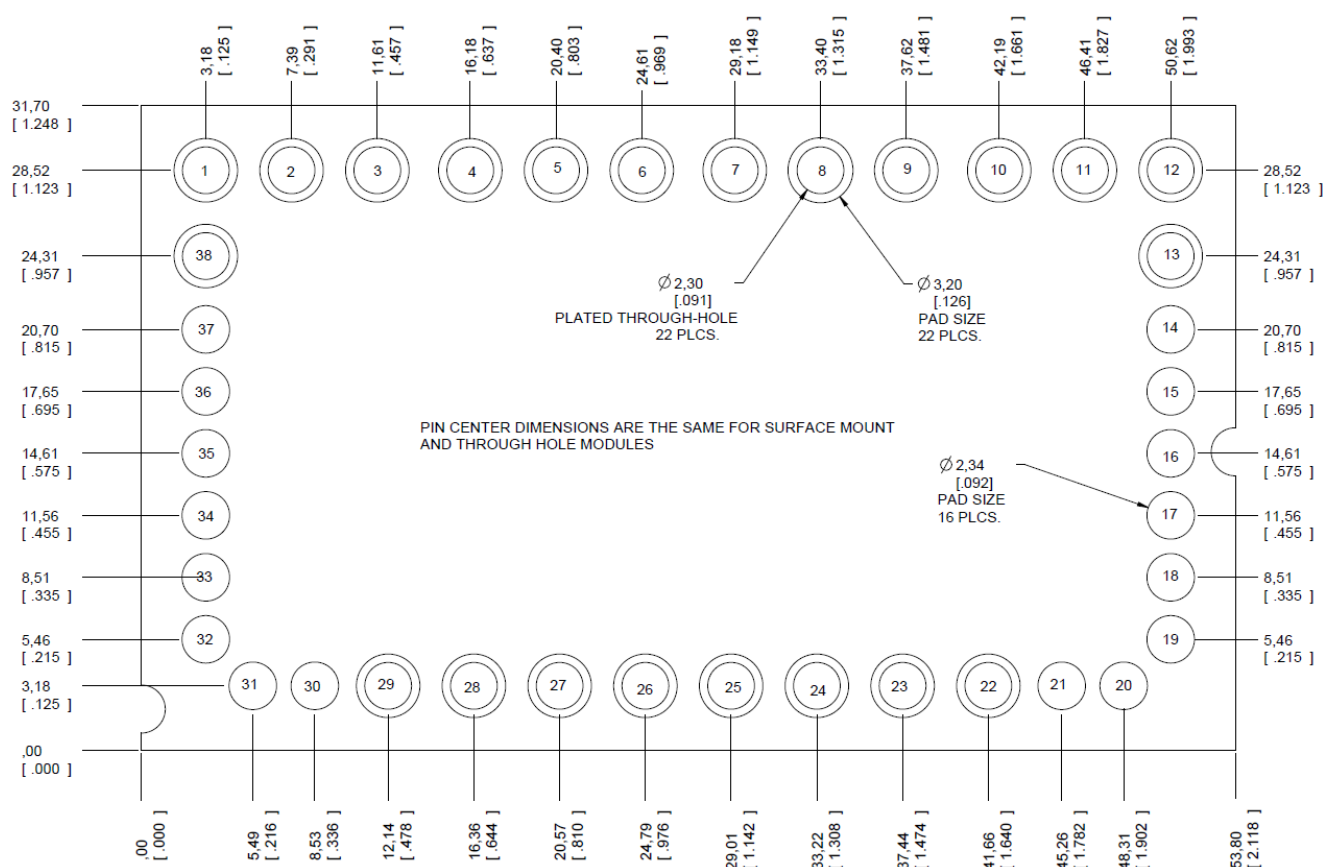 3,18
[ .125 ]
7,39
[ .291 ]
11,61
[ .457 ]
16,18
[ .637 ]
20,40
[ .803 ]
24,61
[ .969 ]
29,18
[ 1.149 ]
33,40
[ 1.315 ]
37,62
[ 1.481 ]
42,19
[ 1.661 ]
46,41
[ 1.827 ]
50,62
[ 1.993 ]
31,70
[ 1.248 ]
28,52
[ 1.123 ]
1
2
3
4
5
6
7
8
9
10
11
12
28,52
[ 1.123 ]
24,31
[ .957 ]
38
13
24,31
[ .957 ]
Ø 2,30
[.091]
PLATED THROUGH-HOLE
22 PLCS.
Ø 3,20
[.126]
PAD SIZE
22 PLCS.
20,70
[ .815 ]
37
14
20,70
[ .815 ]
17,65
[ .695 ]
36
15
17,65
[ .695 ]
PIN CENTER DIMENSIONS ARE THE SAME FOR SURFACE MOUNT
AND THROUGH HOLE MODULES
14,61
[ .575 ]
35
16
14,61
[ .575 ]
Ø 2,34
[.092]
PAD SIZE
16 PLCS.
11,56
[ .455 ]
34
17
11,56
[ .455 ]
8,51
[ .335 ]
33
18
8,51
[ .335 ]
5,46
[ .215 ]
32
19
5,46
[ .215 ]
3,18
[ .125 ]
31
30
29
28
27
26
25
24
23
22
21
20
,00
[ .000 ]
,00
[ .000 ]
5,49
[ .216 ]
8,53
[ .336 ]
12,14
[ .478 ]
16,36
[ .644 ]
20,57
[ .810 ]
24,79
[ .976 ]
29,01
[ 1.142 ]
33,22
[ 1.308 ]
37,44
[ 1.474 ]
41,66
[ 1.640 ]
45,26
[ 1.782 ]
48,31
[ 1.902 ]
53,80
[ 2.118 ]